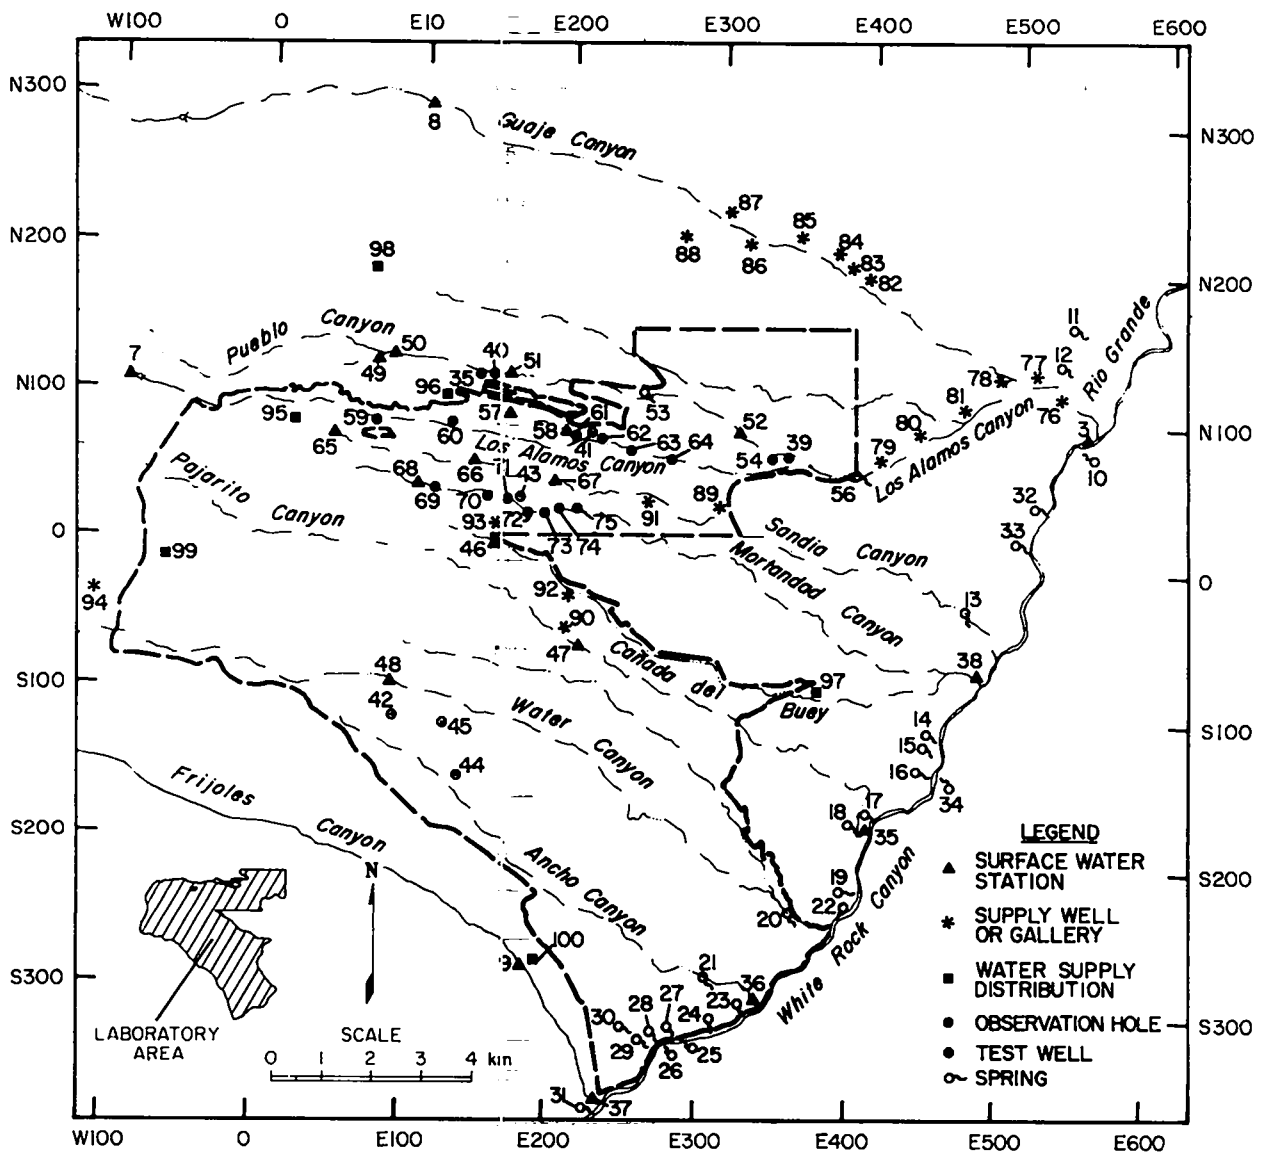 W100 0 E10 E200 E300 E400 E500 E600
N300
N200
N100
0
S100
S200
S300
N300
N200
N100
0
S100
S200
S300
W100 0 E100 E200 E300 E400 E500 E600
8
Guaje Canyon
87
88
86
85
84
83
82
98
11
12
Rio Grande
Pueblo Canyon
7
50
49
40
51
35
96
95
59
57
61
53
60
58
41
62
63
64
52
54
39
56
65
66
Los Alamos Canyon
78
77
76
81
80
79
Los Alamos Canyon
3
10
68
69
70
71
43
67
72
73
74
75
91
89
93
46
Pajarito Canyon
Sandia Canyon
Mortandad Canyon
32
33
13
99
94
92
90
47
Cañada del Buey
97
38
48
42
45
44
Water Canyon
14
15
16
34
17
18
35
Frijoles Canyon
Ancho Canyon
19
20
22
White Rock Canyon
9
100
21
36
23
24
25
26
27
28
29
30
31
37
N
LABORATORY
AREA
SCALE
0 1 2 3 4 km
LEGEND
SURFACE WATER
STATION
SUPPLY WELL
OR GALLERY
WATER SUPPLY
DISTRIBUTION
OBSERVATION HOLE
TEST WELL
SPRING